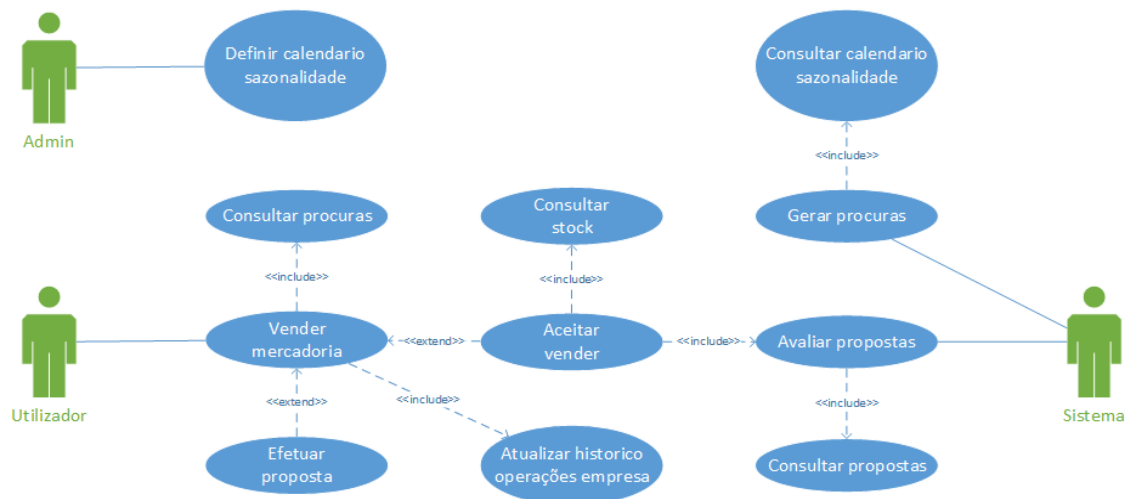 Definir calendario
sazonalidade
Consultar calendario
sazonalidade
Admin
<<include>>
Consultar procuras
Consultar
stock
Gerar procuras
<<include>>
<<include>>
Vender
mercadoria
<<extend>>
Aceitar
vender
<<include>>
Avaliar propostas
Utilizador
Sistema
<<extend>>
<<include>>
<<include>>
Efetuar
proposta
Atualizar historico
operações empresa
Consultar propostas